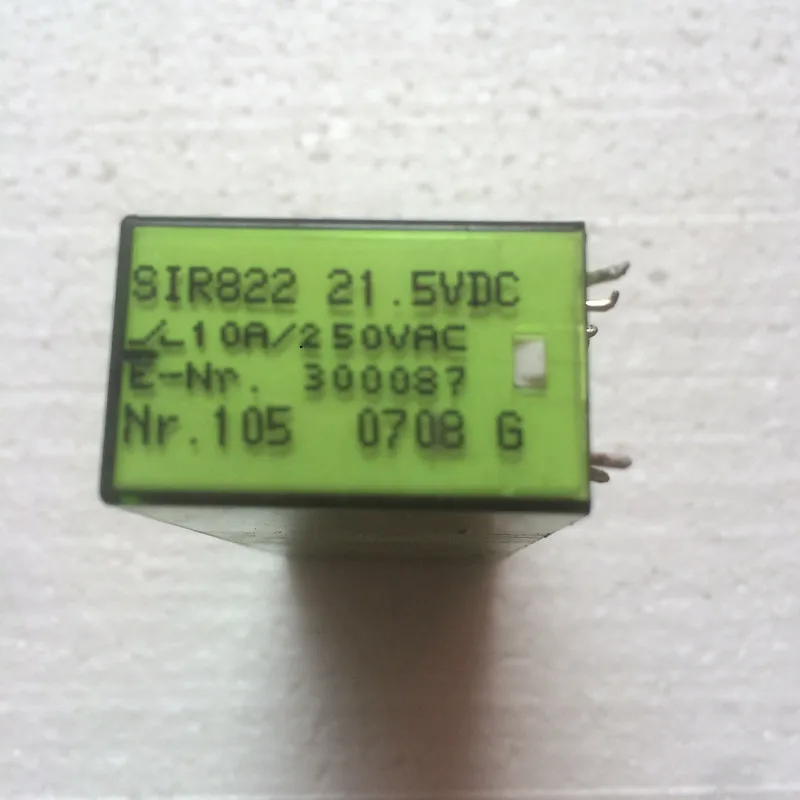 SIR822 21.5VDC
10A/250VAC
E-Nr. 300087
Nr.105 0708 G